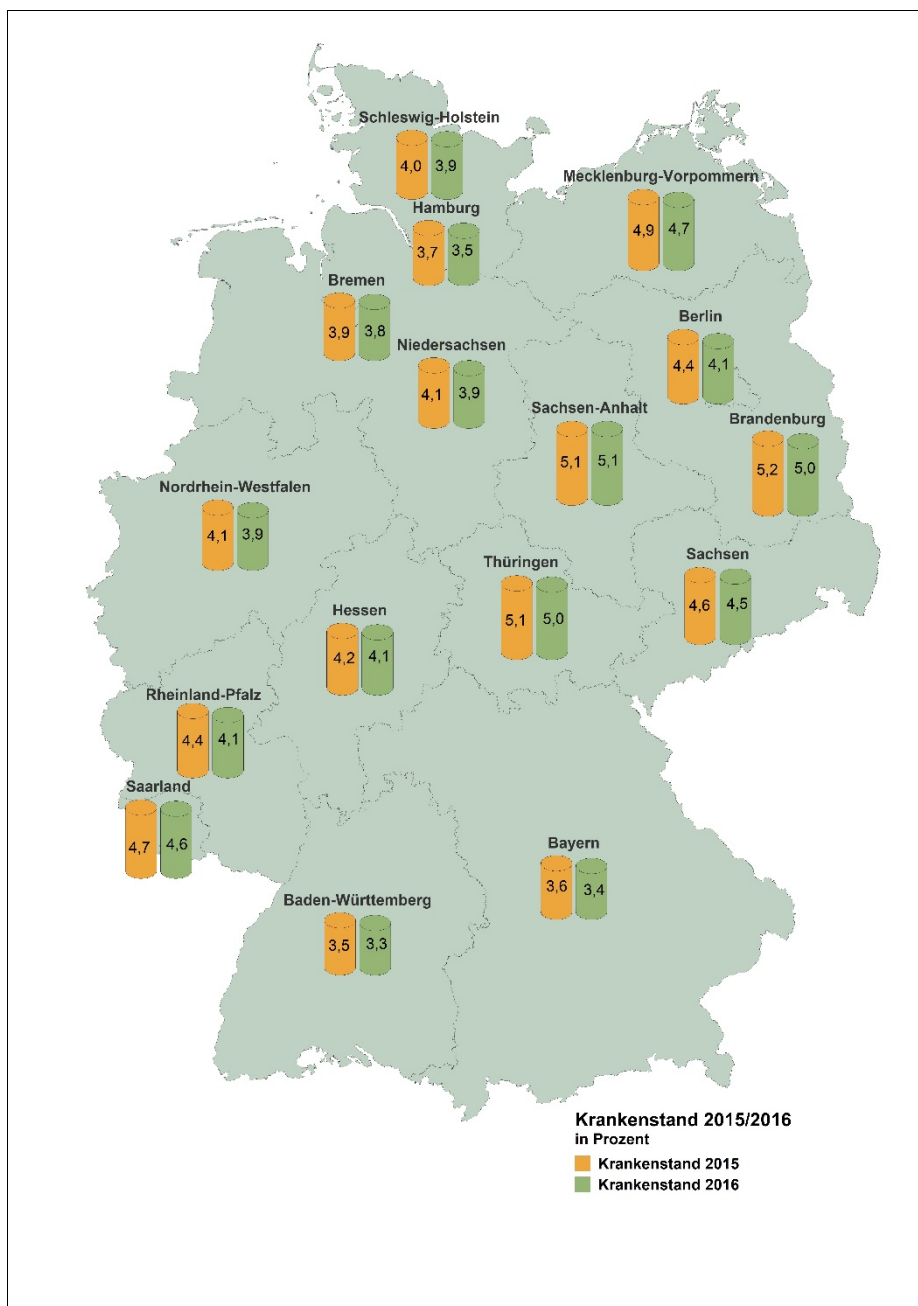 Schleswig-Holstein
4,0 3,9
Mecklenburg-Vorpommern
4,9 4,7
Hamburg
3,7 3,5
Bremen
3,9 3,8
Berlin
4,4 4,1
Niedersachsen
4,1 3,9
Sachsen-Anhalt
5,1 5,1
Brandenburg
5,2 5,0
Nordrhein-Westfalen
4,1 3,9
Thüringen
5,1 5,0
Sachsen
4,6 4,5
Hessen
4,2 4,1
Rheinland-Pfalz
4,4 4,1
Saarland
4,7 4,6
Bayern
3,6 3,4
Baden-Württemberg
3,5 3,3
Krankenstand 2015/2016
in Prozent
Krankenstand 2015
Krankenstand 2016